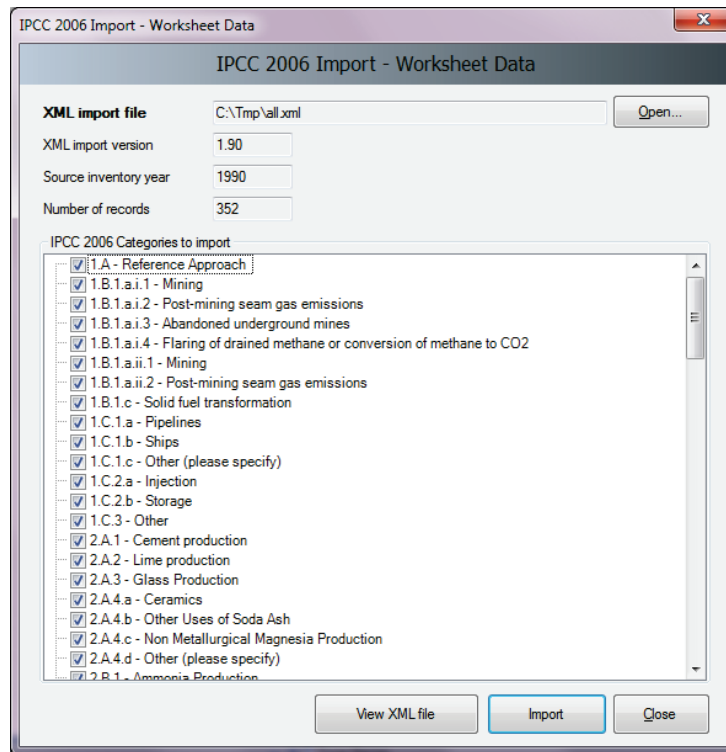 IPCC 2006 Import - Worksheet Data
IPCC 2006 Import - Worksheet Data
XML import file C:\Tmp\all.xml Open...
XML import version 1.90
Source inventory year 1990
Number of records 352
IPCC 2006 Categories to import
1.A - Reference Approach
1.B.1.a.i.1 - Mining
1.B.1.a.i.2 - Post-mining seam gas emissions
1.B.1.a.i.3 - Abandoned underground mines
1.B.1.a.i.4 - Flaring of drained methane or conversion of methane to CO2
1.B.1.a.ii.1 - Mining
1.B.1.a.ii.2 - Post-mining seam gas emissions
1.B.1.c - Solid fuel transformation
1.C.1.a - Pipelines
1.C.1.b - Ships
1.C.1.c - Other (please specify)
1.C.2.a - Injection
1.C.2.b - Storage
1.C.3 - Other
2.A.1 - Cement production
2.A.2 - Lime production
2.A.3 - Glass Production
2.A.4.a - Ceramics
2.A.4.b - Other Uses of Soda Ash
2.A.4.c - Non Metallurgical Magnesia Production
2.A.4.d - Other (please specify)
2.B.1 - Ammonia Production
View XML file Import Close